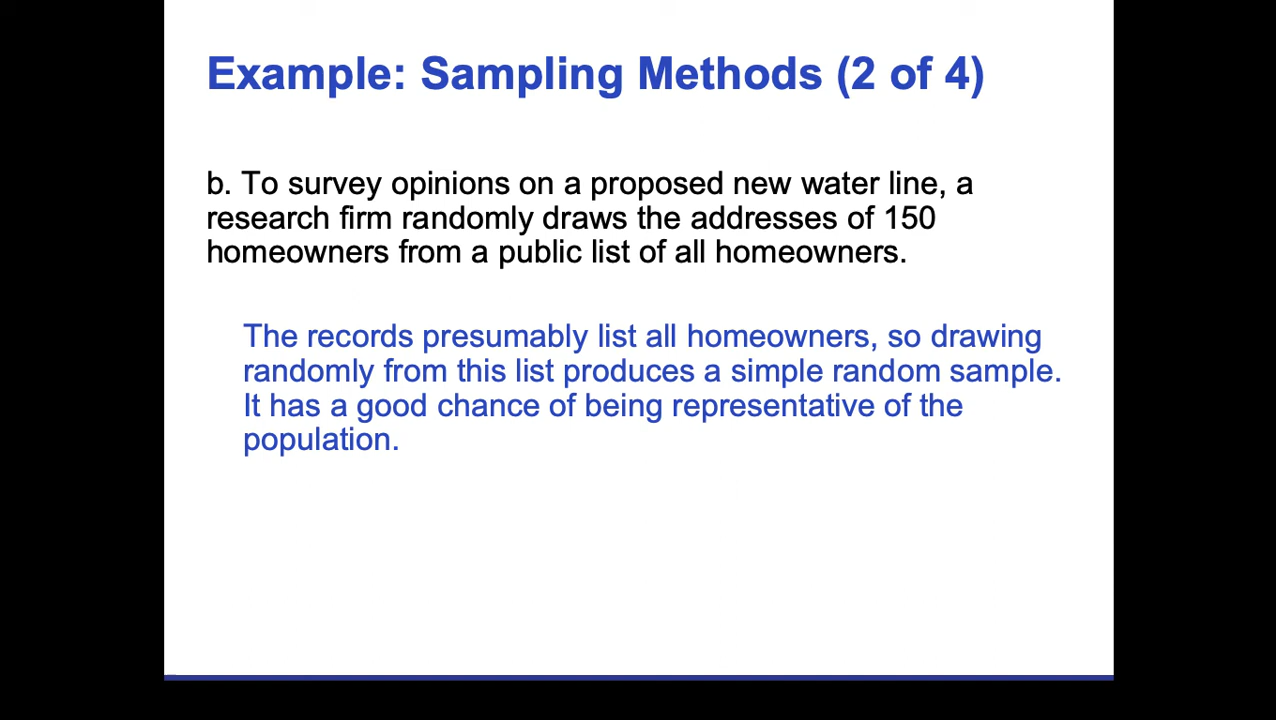 Example: Sampling Methods (2 of 4)
b. To survey opinions on a proposed new water line, a
research firm randomly draws the addresses of 150
homeowners from a public list of all homeowners.
The records presumably list all homeowners, so drawing
randomly from this list produces a simple random sample.
It has a good chance of being representative of the
population.